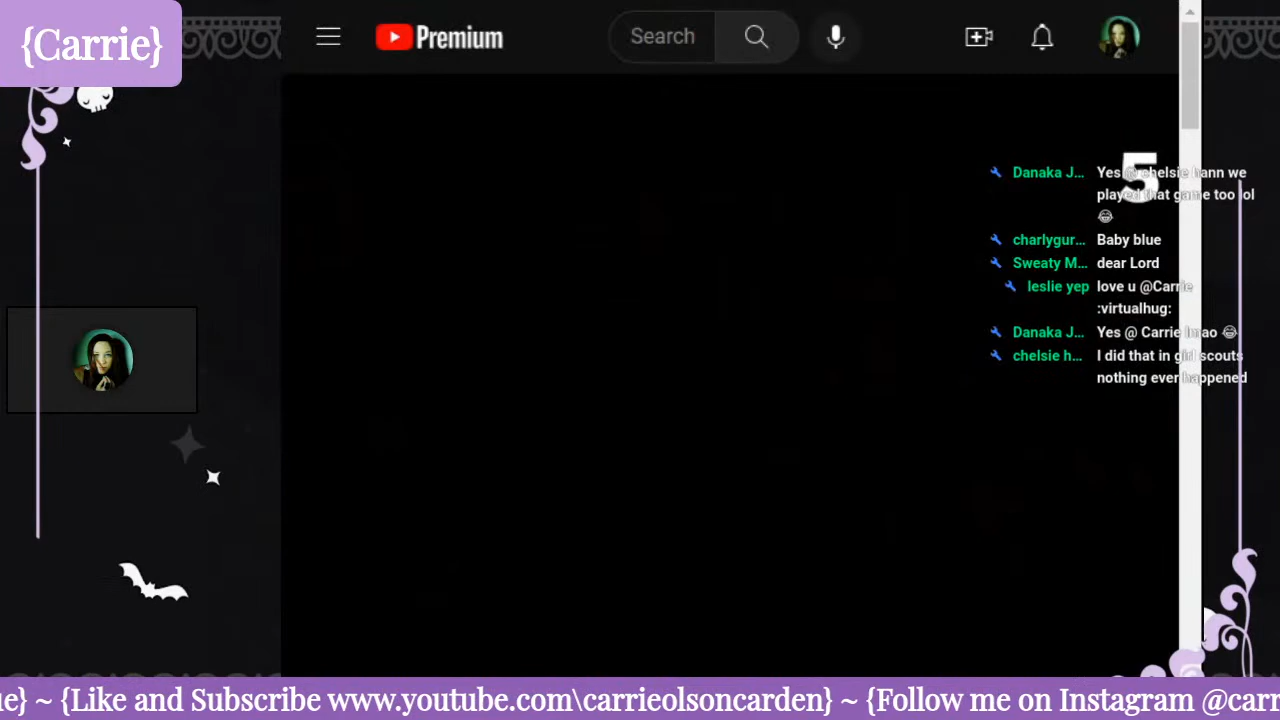 {Carrie}
Premium
Search
5
Danaka J... Yes @ chelsie hann we
played that game too lol
😂
charlygur... Baby blue
Sweaty M... dear Lord
leslie yep love u @Carrie
:virtualhug:
Danaka J... Yes @ Carrie lmao 😂
chelsie h... I did that in girl scouts
nothing ever happened
ue} ~ {Like and Subscribe www.youtube.com\carrieolsoncarden} ~ {Follow me on Instagram @carr